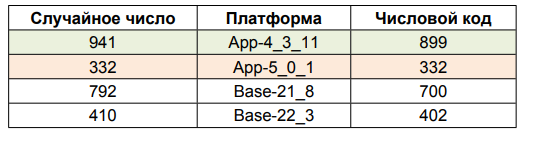 Случайное число Платформа Числовой код
941 App-4_3_11 899
332 App-5_0_1 332
792 Base-21_8 700
410 Base-22_3 402